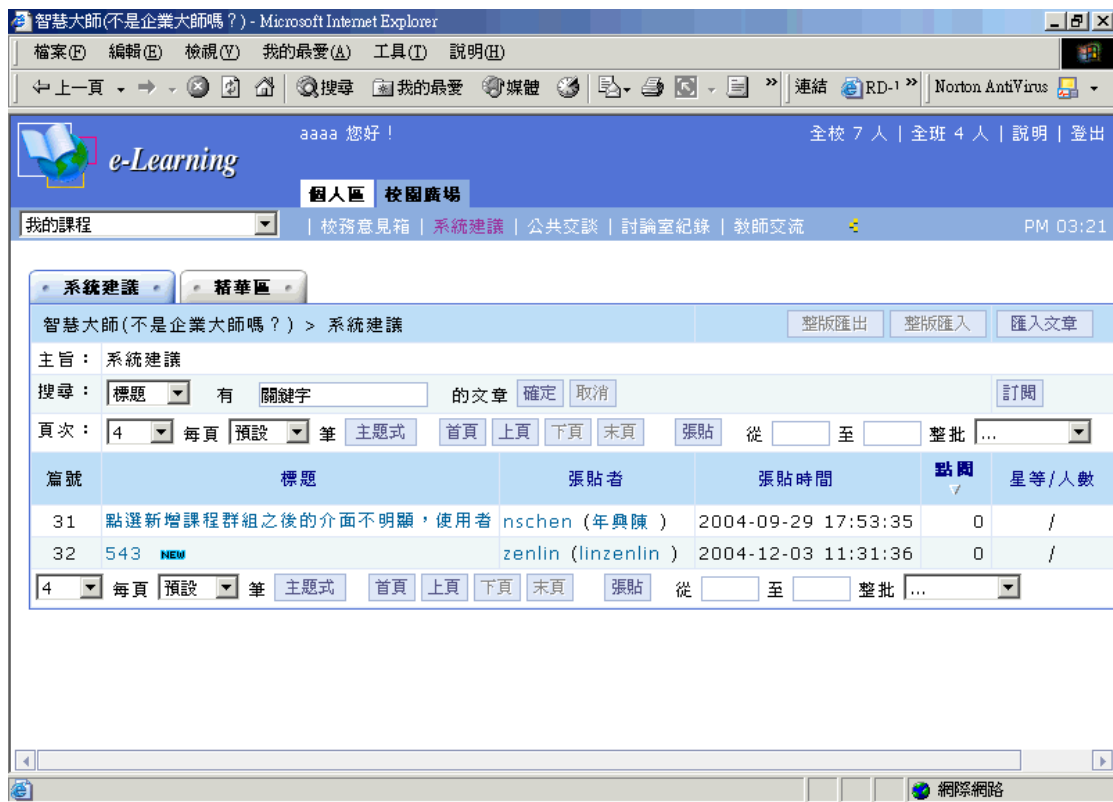 智慧大師(不是企業大師嗎？) - Microsoft Internet Explorer
檔案(F) 編輯(E) 檢視(V) 我的最愛(A) 工具(T) 說明(H)
上一頁 搜尋 我的最愛 媒體 » 連結 RD-1 » Norton AntiVirus
e-Learning
aaaa 您好！ 全校 7 人 | 全班 4 人 | 說明 | 登出
個人區 校園廣場
我的課程 | 校務意見箱 | 系統建議 | 公共交談 | 討論室紀錄 | 教師交流 PM 03:21
系統建議 精華區
智慧大師(不是企業大師嗎？) > 系統建議 整版匯出 整版匯入 匯入文章
主旨： 系統建議
搜尋： 標題 有 關鍵字 的文章 確定 取消 訂閱
頁次： 4 每頁 預設 筆 主題式 首頁 上頁 下頁 末頁 張貼 從 至 整批 ...
篇號 標題 張貼者 張貼時間 點閱 星等/人數
31 點選新增課程群組之後的介面不明顯，使用者 nschen (年興陳 ) 2004-09-29 17:53:35 0 /
32 543 NEW zenlin (linzenlin ) 2004-12-03 11:31:36 0 /
4 每頁 預設 筆 主題式 首頁 上頁 下頁 末頁 張貼 從 至 整批 ...
網際網路